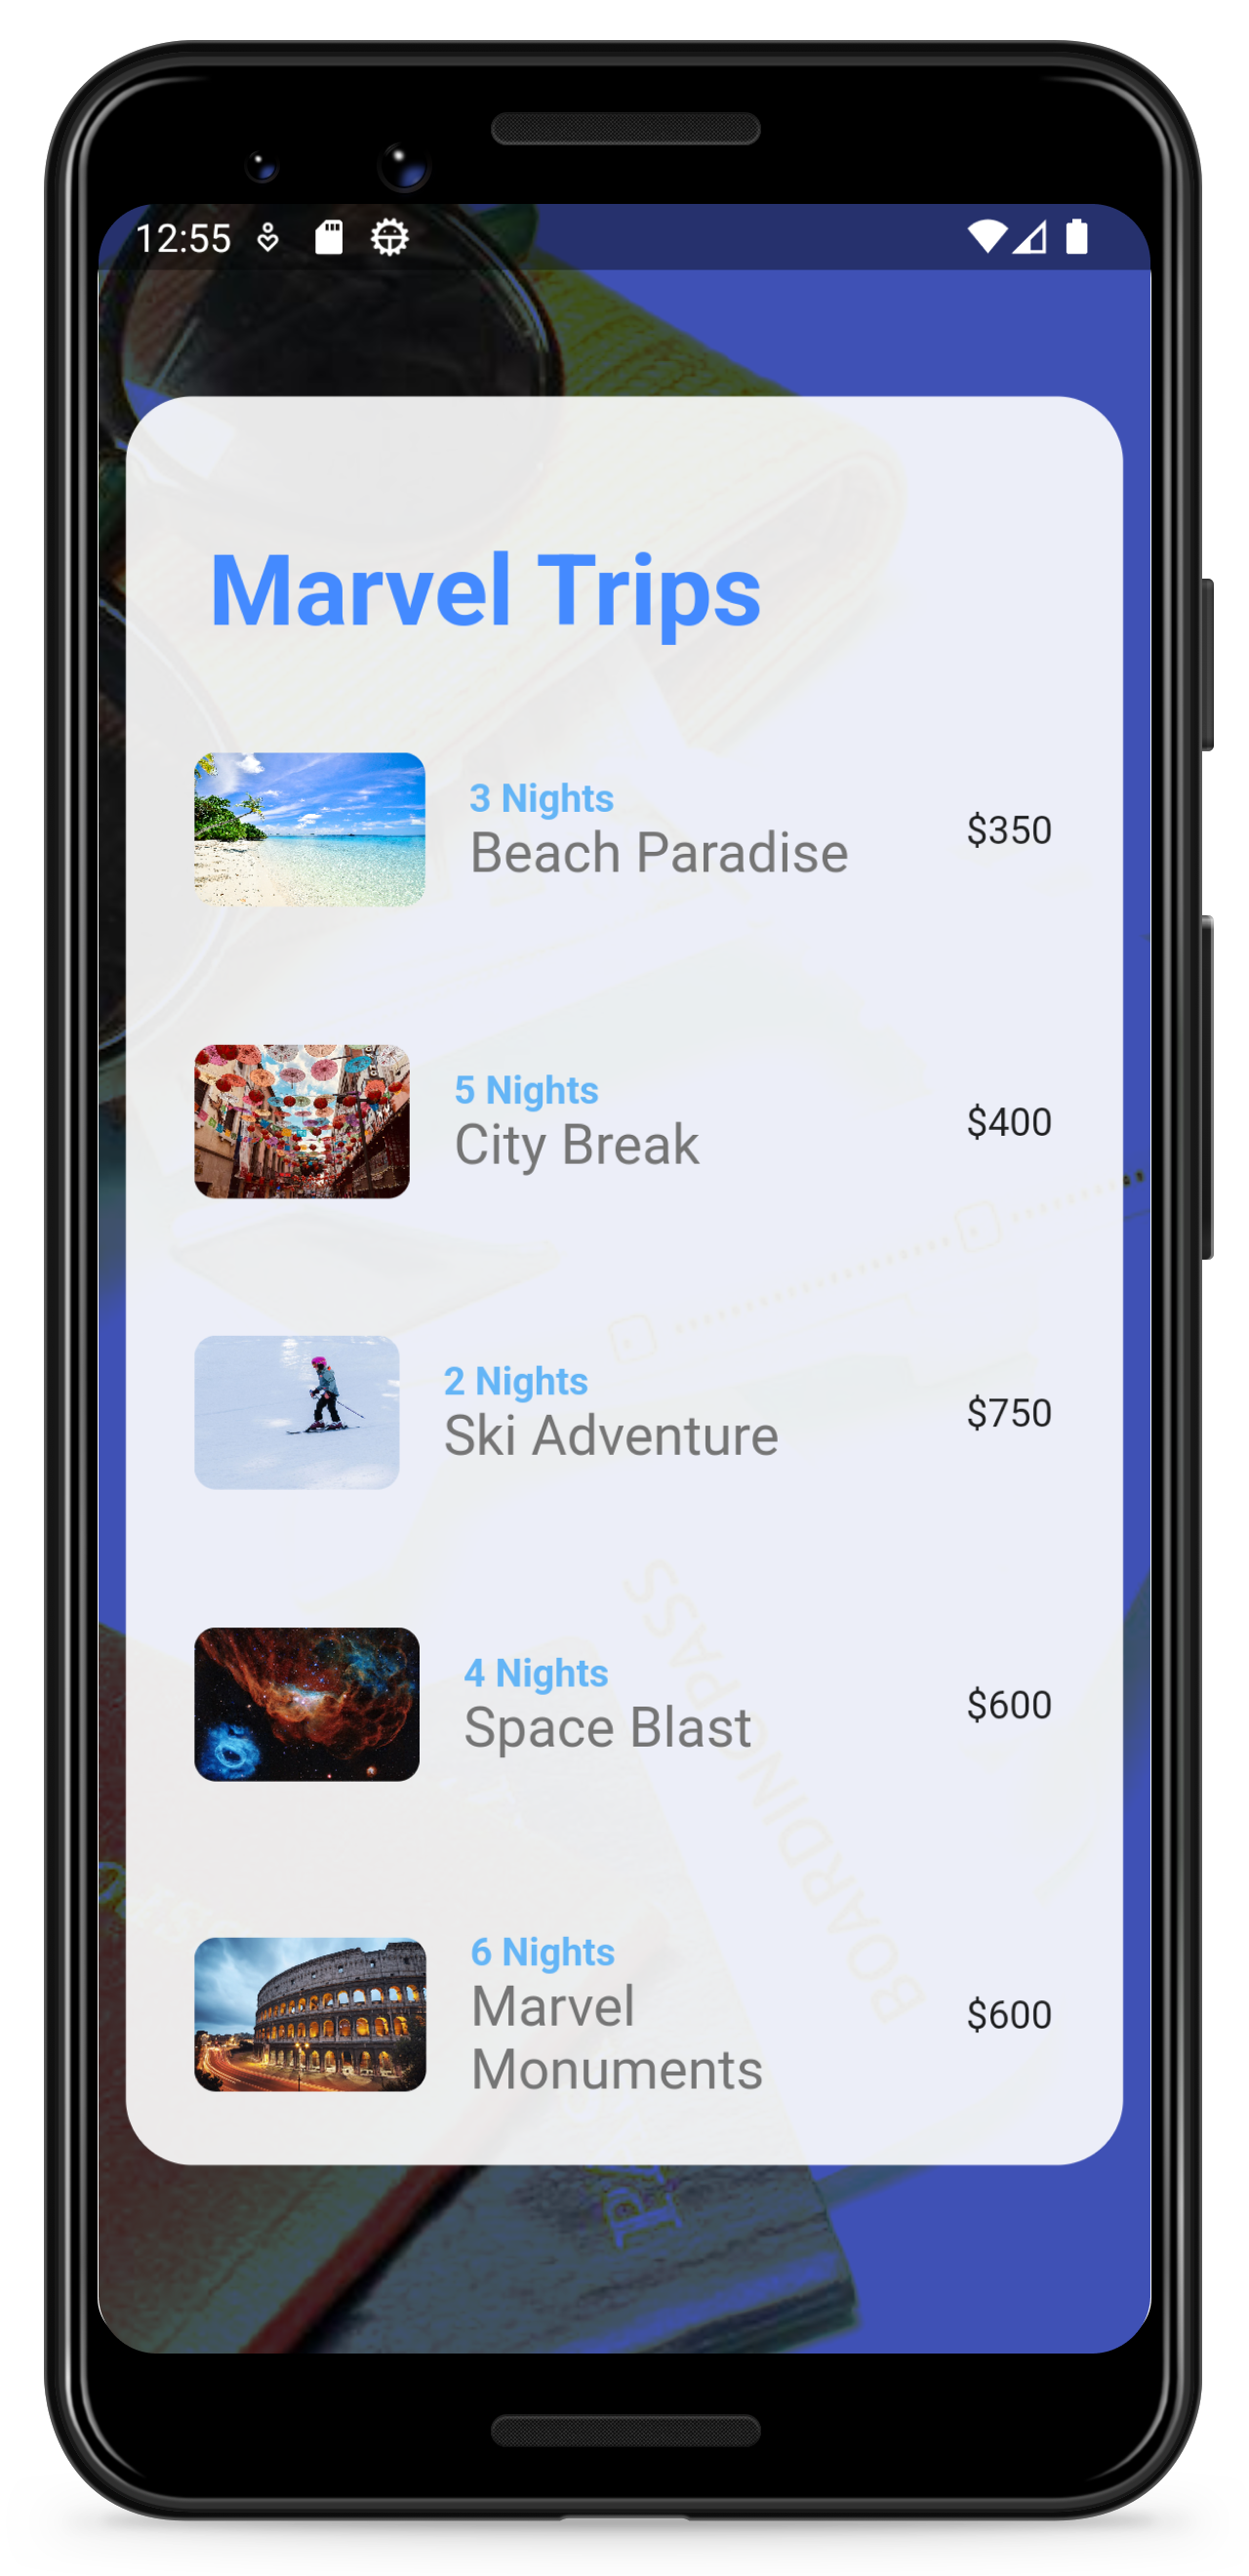 12:55
Marvel Trips
3 Nights
Beach Paradise
$350
5 Nights
City Break
$400
2 Nights
Ski Adventure
$750
4 Nights
Space Blast
$600
6 Nights
Marvel
Monuments
$600
BOARDING PASS